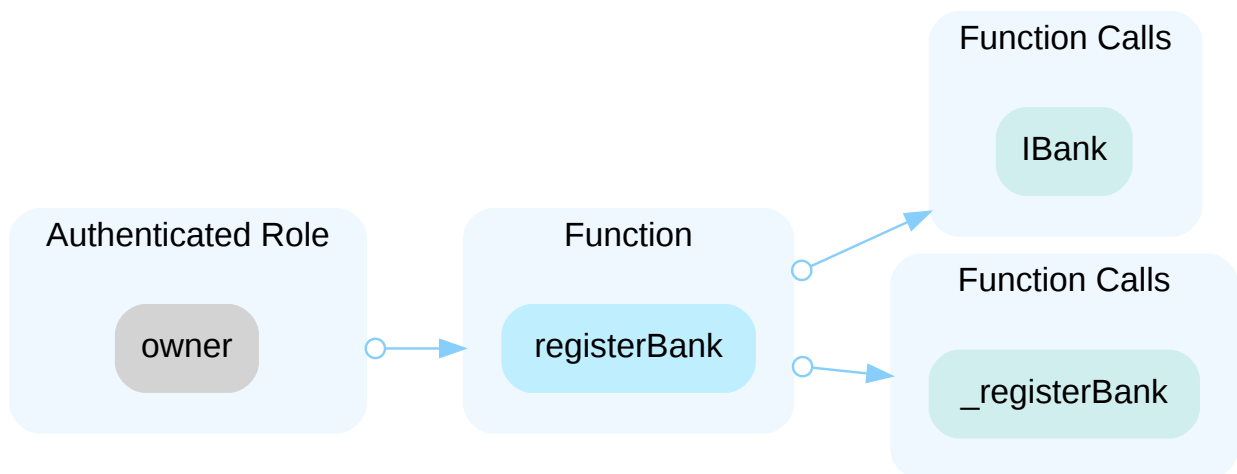 Authenticated Role
owner
Function
registerBank
Function Calls
IBank
Function Calls
_registerBank